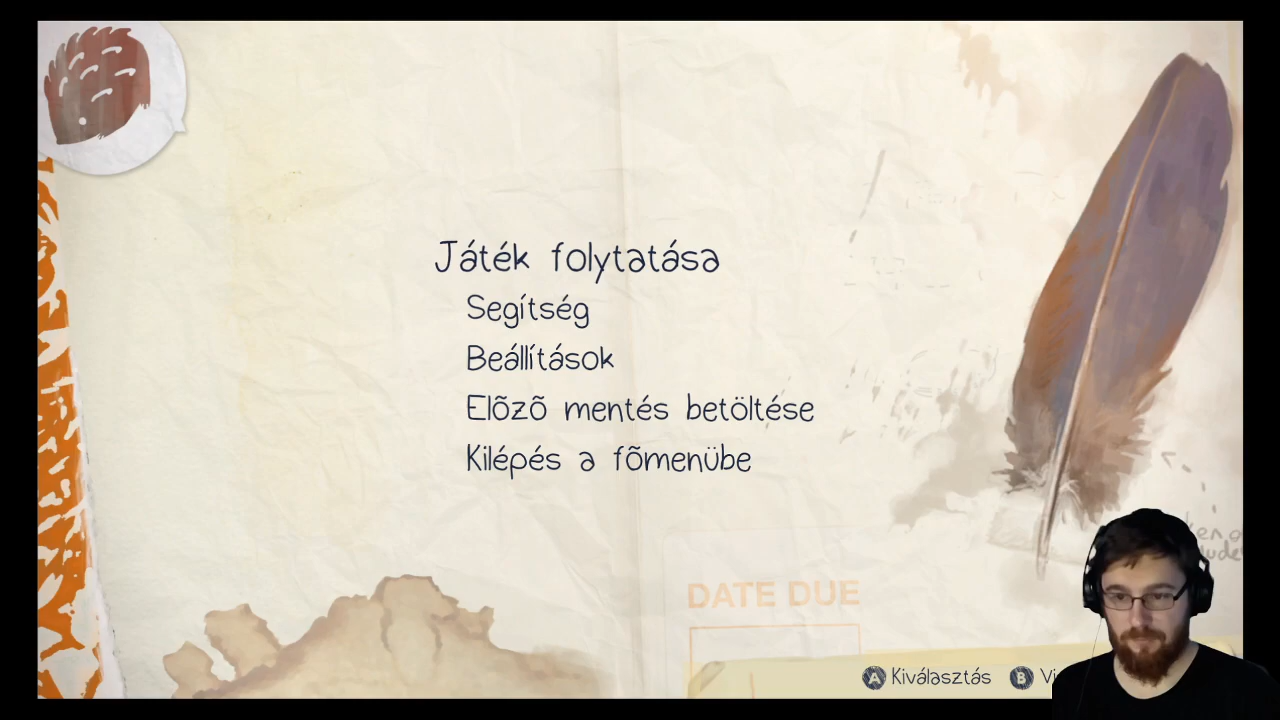 Játék folytatása
Segítség
Beállítások
Elõzõ mentés betöltése
Kilépés a fõmenübe
DATE DUE
A Kiválasztás B